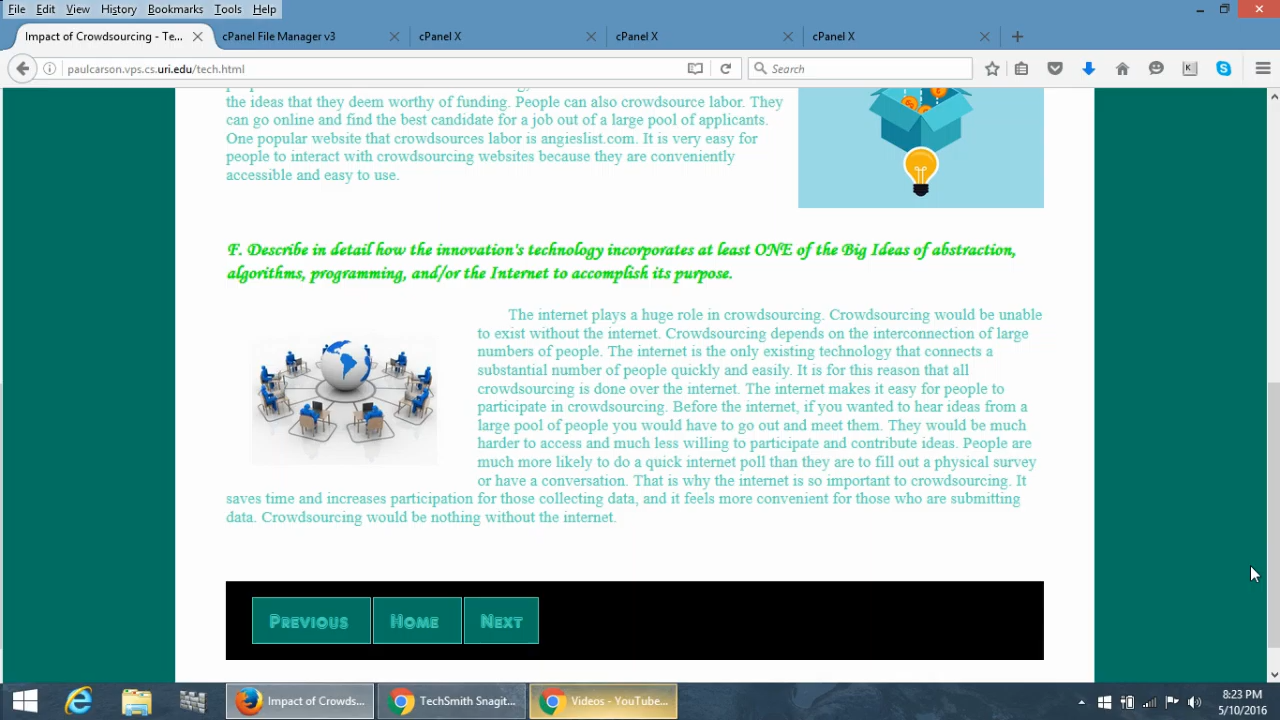 File Edit View History Bookmarks Tools Help
Impact of Crowdsourcing - Te... cPanel File Manager v3 cPanel X cPanel X cPanel X
paulcarson.vps.cs.uri.edu/tech.html Search
the ideas that they deem worthy of funding. People can also crowdsource labor. They
can go online and find the best candidate for a job out of a large pool of applicants.
One popular website that crowdsources labor is angieslist.com. It is very easy for
people to interact with crowdsourcing websites because they are conveniently
accessible and easy to use.
F. Describe in detail how the innovation's technology incorporates at least ONE of the Big Ideas of abstraction,
algorithms, programming, and/or the Internet to accomplish its purpose.
The internet plays a huge role in crowdsourcing. Crowdsourcing would be unable
to exist without the internet. Crowdsourcing depends on the interconnection of large
numbers of people. The internet is the only existing technology that connects a
substantial number of people quickly and easily. It is for this reason that all
crowdsourcing is done over the internet. The internet makes it easy for people to
participate in crowdsourcing. Before the internet, if you wanted to hear ideas from a
large pool of people you would have to go out and meet them. They would be much
harder to access and much less willing to participate and contribute ideas. People are
much more likely to do a quick internet poll than they are to fill out a physical survey
or have a conversation. That is why the internet is so important to crowdsourcing. It
saves time and increases participation for those collecting data, and it feels more convenient for those who are submitting
data. Crowdsourcing would be nothing without the internet.
Previous Home Next
Impact of Crowds... TechSmith Snagit... Videos - YouTube...
8:23 PM
5/10/2016